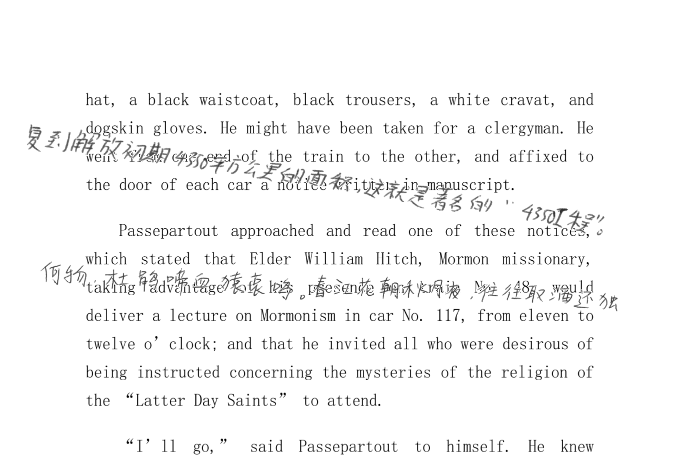 hat, a black waistcoat, black trousers, a white cravat, and
dogskin gloves. He might have been taken for a clergyman. He
复到解放初期4350平方公里的面积,这就是著名的“4350工程”。
went from one end of the train to the other, and affixed to
the door of each car a notice written in manuscript.
Passepartout approached and read one of these notices,
which stated that Elder William Hitch, Mormon missionary,
何物,杜鹃啼血猿哀鸣。春江花朝秋月夜,往往取酒还独
taking advantage of his presence on train No. 48, would
deliver a lecture on Mormonism in car No. 117, from eleven to
twelve o’clock; and that he invited all who were desirous of
being instructed concerning the mysteries of the religion of
the “Latter Day Saints” to attend.
“I’ll go,” said Passepartout to himself. He knew